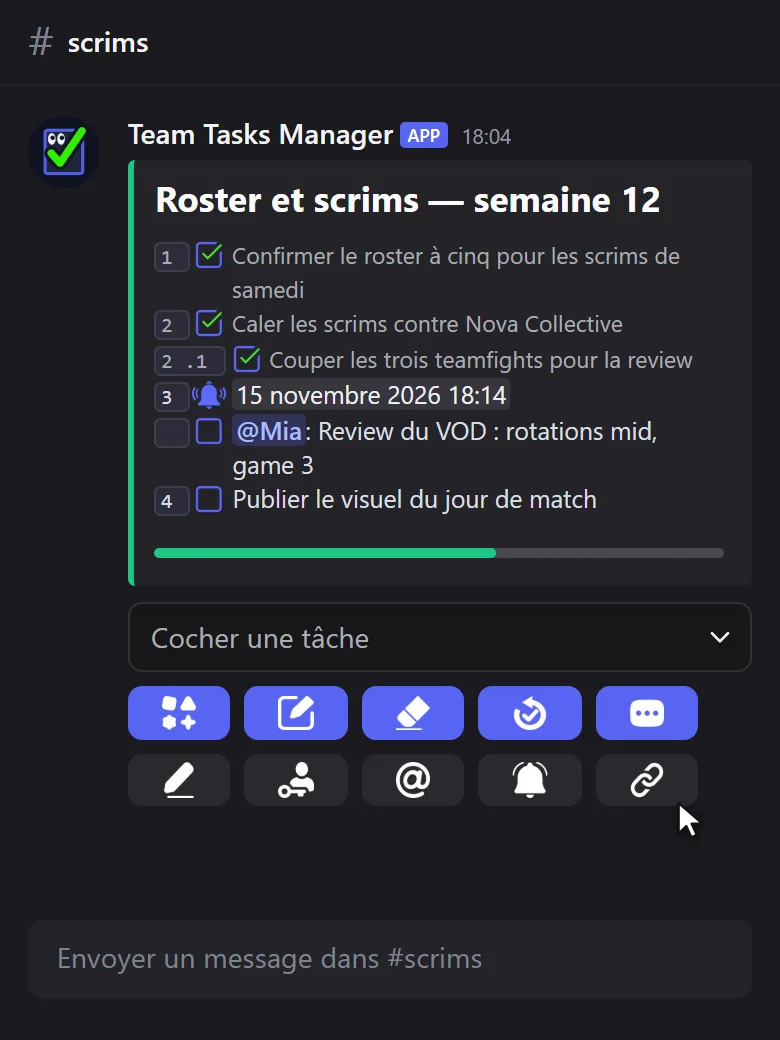 # scrims
Team Tasks Manager APP 18:04
Roster et scrims — semaine 12
1 Confirmer le roster à cinq pour les scrims de
samedi
2 Caler les scrims contre Nova Collective
2 .1 Couper les trois teamfights pour la review
3 15 novembre 2026 18:14
@Mia: Review du VOD : rotations mid,
game 3
4 Publier le visuel du jour de match
Cocher une tâche
Envoyer un message dans #scrims